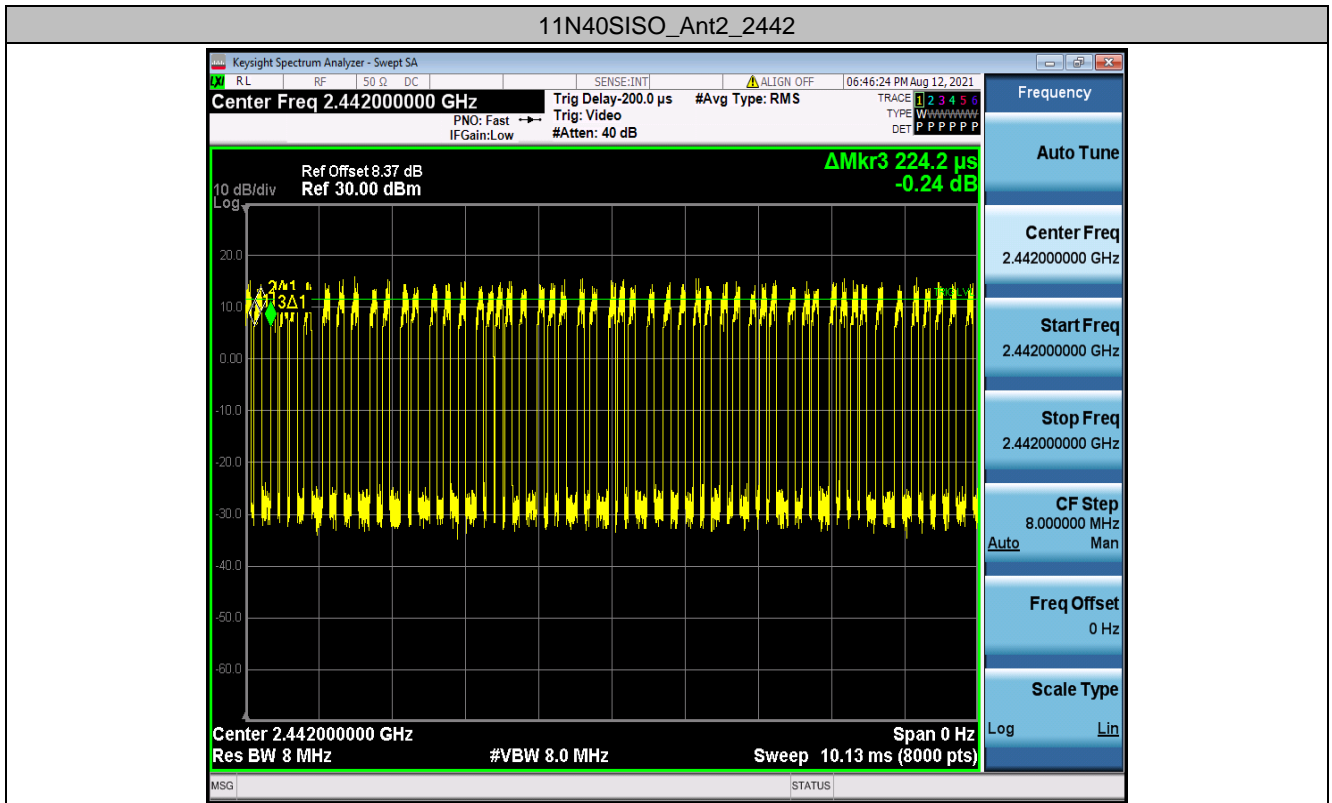 11N40SISO_Ant2_2442
Keysight Spectrum Analyzer - Swept SA
LXI RL RF 50 Ω DC SENSE:INT ALIGN OFF 06:46:24 PM Aug 12, 2021
Center Freq 2.442000000 GHz
PNO: Fast
IFGain:Low
Trig Delay-200.0 µs
Trig: Video
#Atten: 40 dB
#Avg Type: RMS
TRACE 1 2 3 4 5 6
TYPE WWWWWW
DET P P P P P P
ΔMkr3 224.2 µs
-0.24 dB
Ref Offset 8.37 dB
10 dB/div Ref 30.00 dBm
Log
20.0
10.0
0.00
-10.0
-20.0
-30.0
-40.0
-50.0
-60.0
2Δ1
3Δ1
Center 2.442000000 GHz Span 0 Hz
Res BW 8 MHz #VBW 8.0 MHz Sweep 10.13 ms (8000 pts)
MSG STATUS
Frequency
Auto Tune
Center Freq
2.442000000 GHz
Start Freq
2.442000000 GHz
Stop Freq
2.442000000 GHz
CF Step
8.000000 MHz
Auto Man
Freq Offset
0 Hz
Scale Type
Log Lin